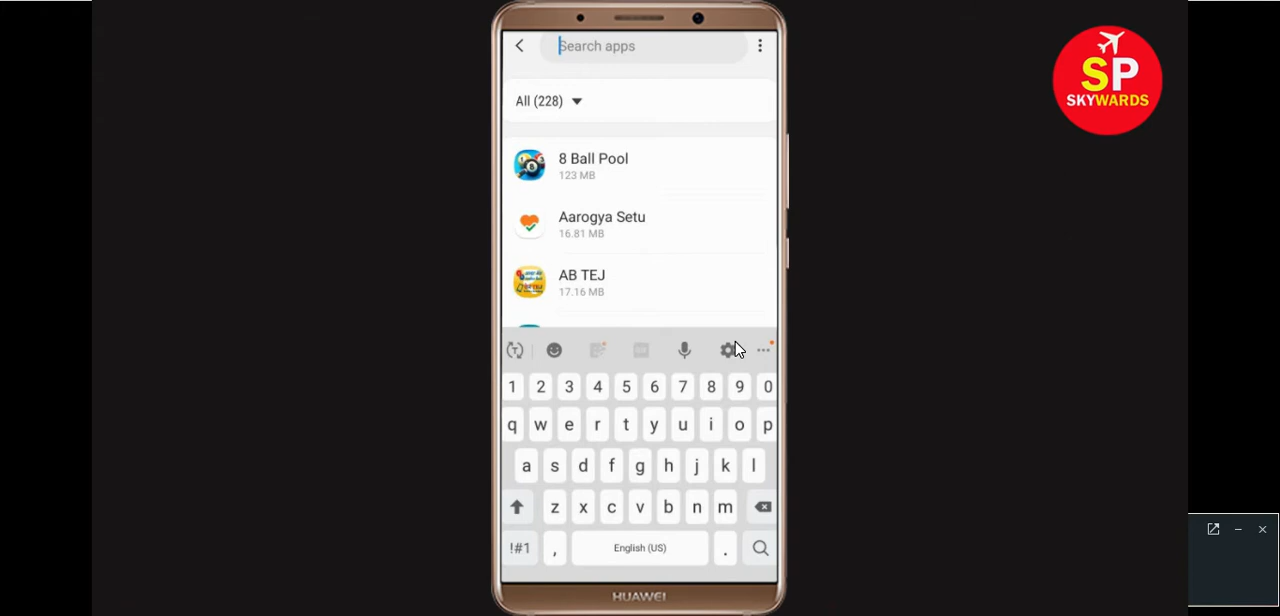 Search apps
SP
SKYWARDS
All (228)
8 Ball Pool
123 MB
Aarogya Setu
16.81 MB
AB TEJ
17.16 MB
1 2 3 4 5 6 7 8 9 0
q w e r t y u i o p
a s d f g h j k l
z x c v b n m
!#1 , English (US) .
HUAWEI